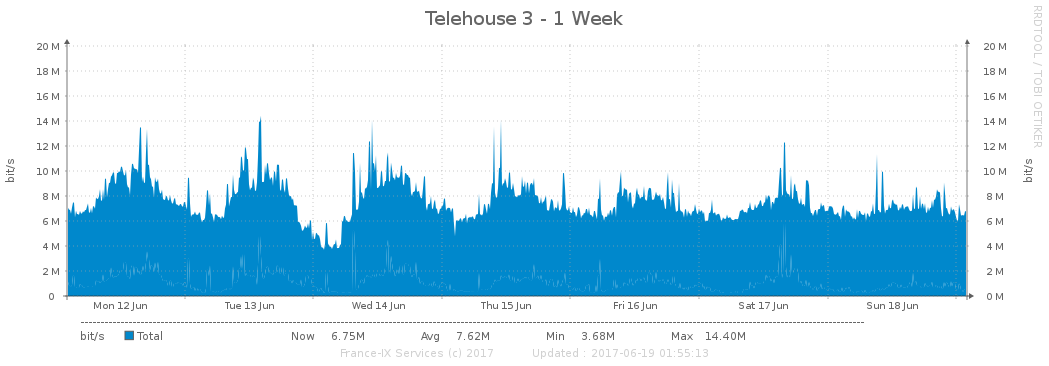 Telehouse 3 - 1 Week
RRDTOOL / TOBI OETIKER
20 M 20 M
18 M 18 M
16 M 16 M
14 M 14 M
12 M 12 M
10 M 10 M
8 M 8 M
6 M 6 M
4 M 4 M
2 M 2 M
0 0 M
bit/s bit/s
Mon 12 Jun Tue 13 Jun Wed 14 Jun Thu 15 Jun Fri 16 Jun Sat 17 Jun Sun 18 Jun
bit/s Total Now 6.75M Avg 7.62M Min 3.68M Max 14.40M
France-IX Services (c) 2017 Updated : 2017-06-19 01:55:13